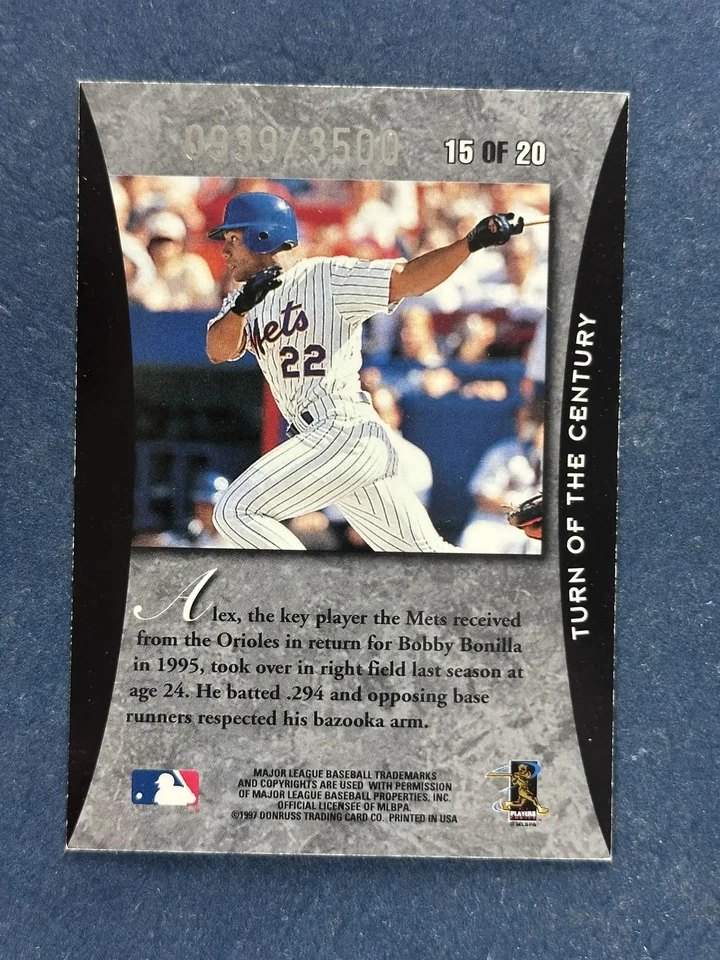 0939/3500
15 OF 20
Mets
22
TURN OF THE CENTURY
Alex, the key player the Mets received
from the Orioles in return for Bobby Bonilla
in 1995, took over in right field last season at
age 24. He batted .294 and opposing base
runners respected his bazooka arm.
MAJOR LEAGUE BASEBALL TRADEMARKS
AND COPYRIGHTS ARE USED WITH PERMISSION
OF MAJOR LEAGUE BASEBALL PROPERTIES, INC.
OFFICIAL LICENSEE OF MLBPA.
©1997 DONRUSS TRADING CARD CO. PRINTED IN USA
PLAYERS
© MLBPA